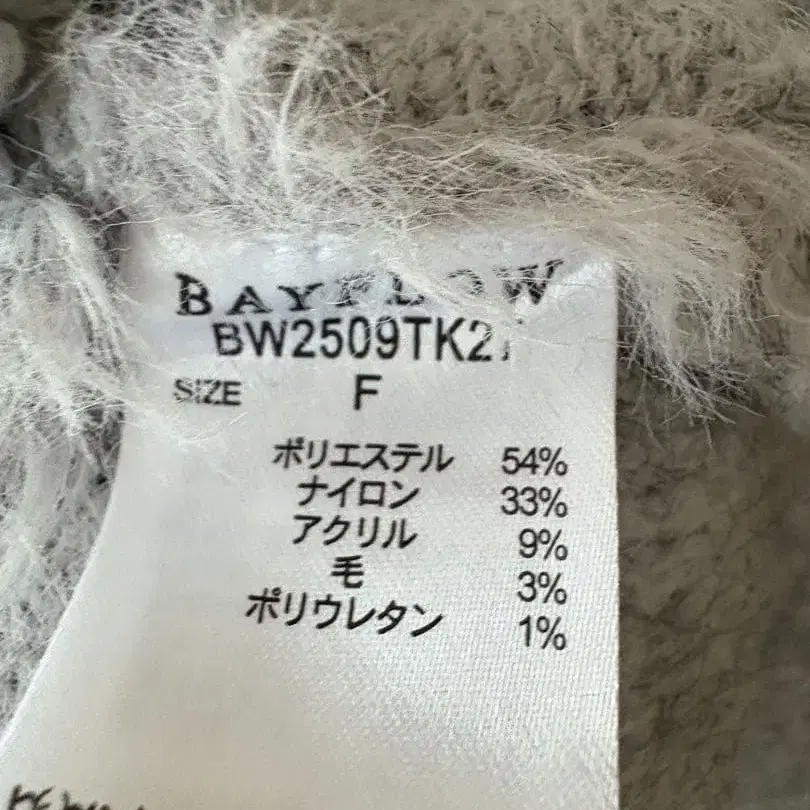 BAYFLOW
SIZE F
ポリエステル 54%
ナイロン 33%
アクリル 9%
毛 3%
ポリウレタン 1%